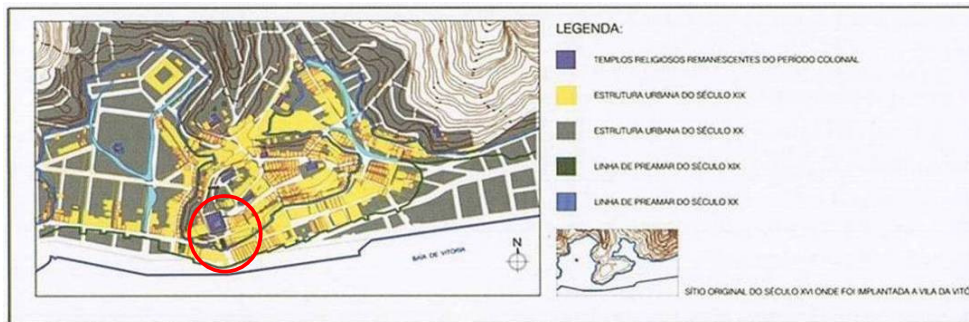 LEGENDA:
TEMPLOS RELIGIOSOS REMANESCENTES DO PERÍODO COLONIAL
ESTRUTURA URBANA DO SÉCULO XIX
ESTRUTURA URBANA DO SÉCULO XX
LINHA DE PREAMAR DO SÉCULO XIX
LINHA DE PREAMAR DO SÉCULO XX
BAÍA DE VITÓRIA
N
SÍTIO ORIGINAL DO SÉCULO XVI ONDE FOI IMPLANTADA A VILA DA VITÓ